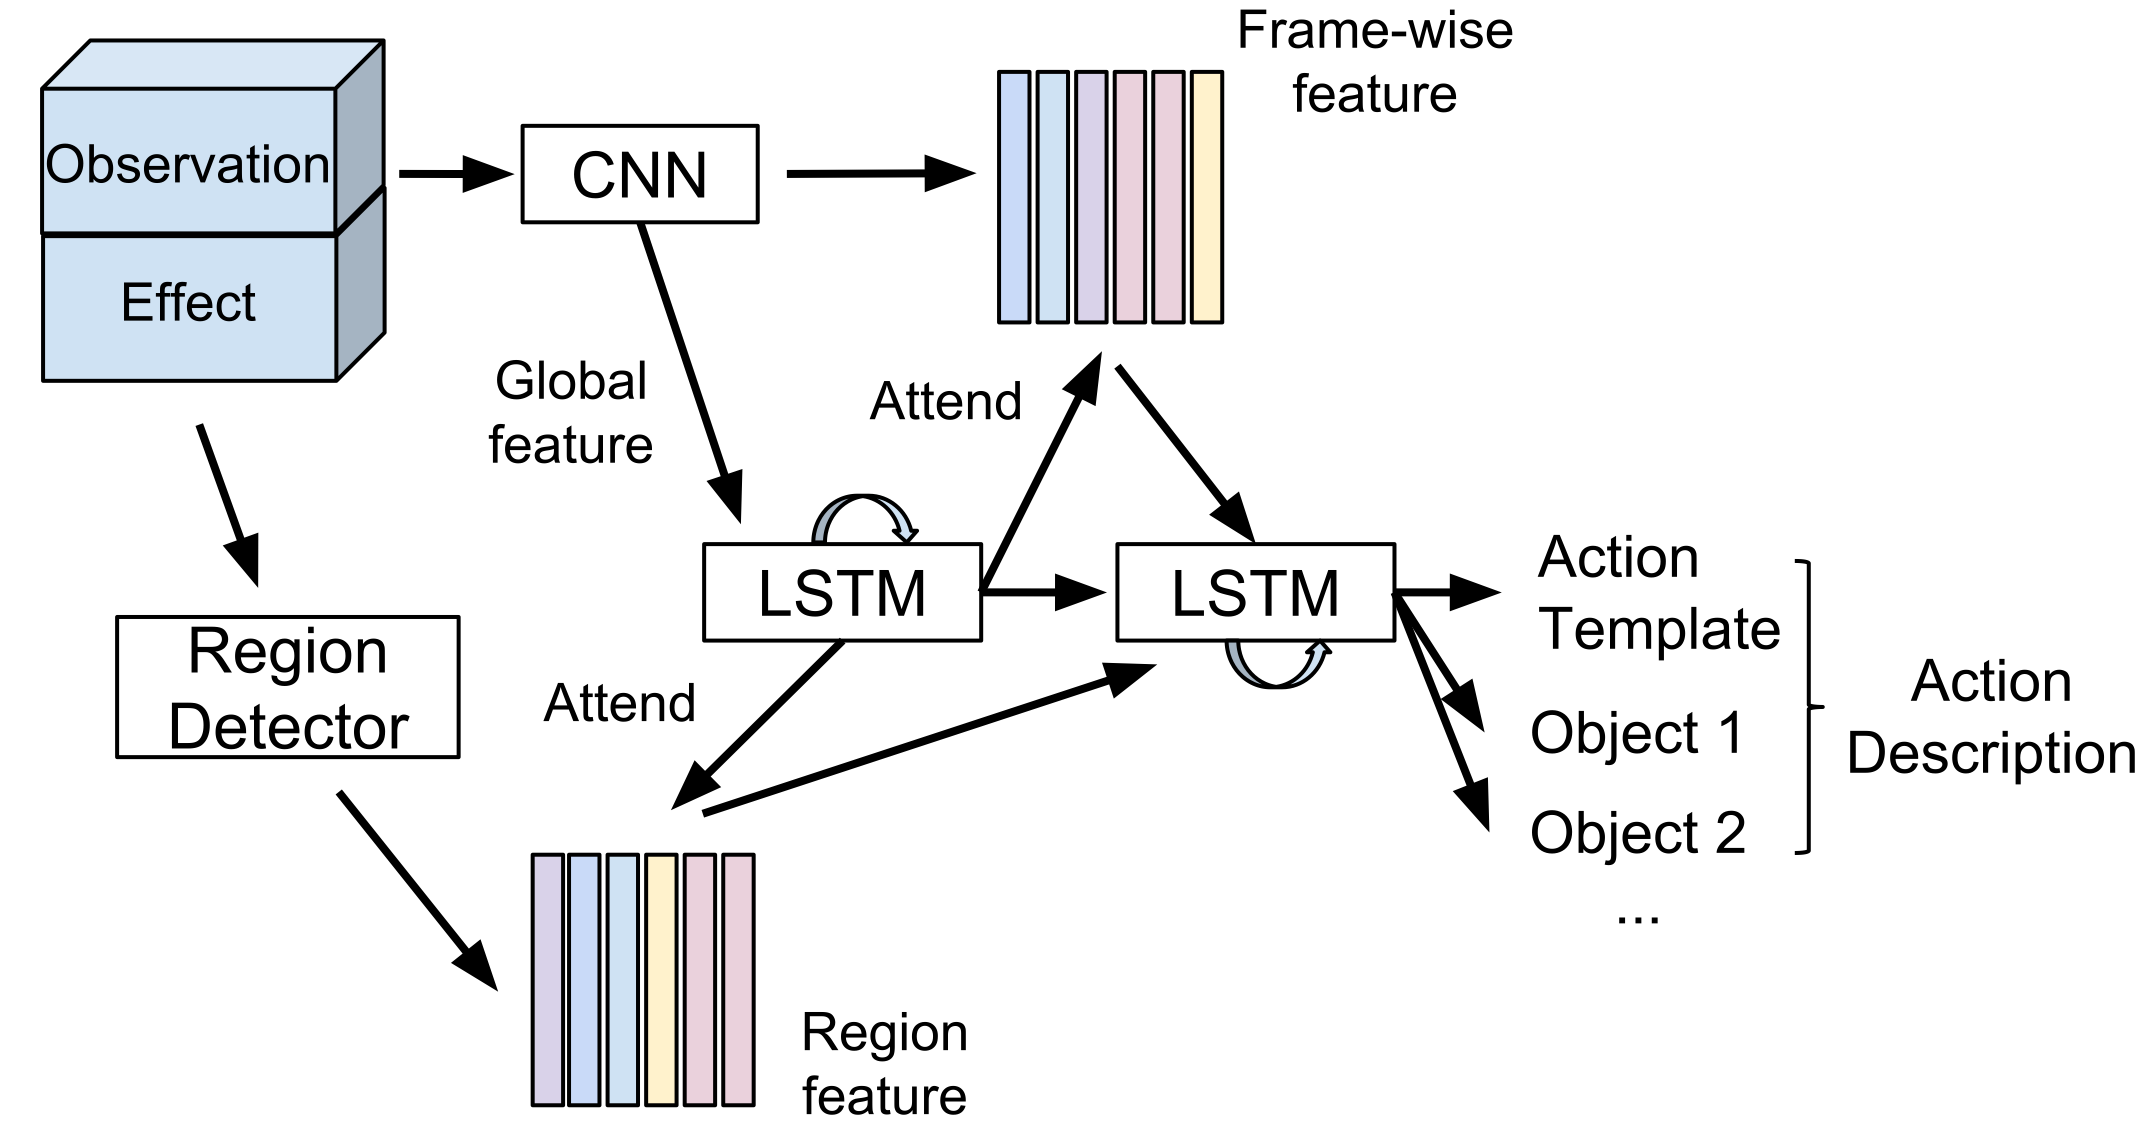 Frame-wise
feature
Observation
CNN
Effect
Global
feature
Attend
LSTM
LSTM
Action
Template
Region
Detector
Attend
Object 1
Action
Description
Object 2
...
Region
feature